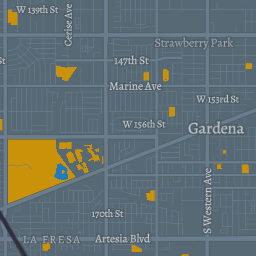 W 139th St
Cerise Ave
Strawberry Park
St
147th St
Marine Ave
W 153rd St
W 156th St
Gardena
S Western Ave
170th St
LA FRESA
Artesia Blvd